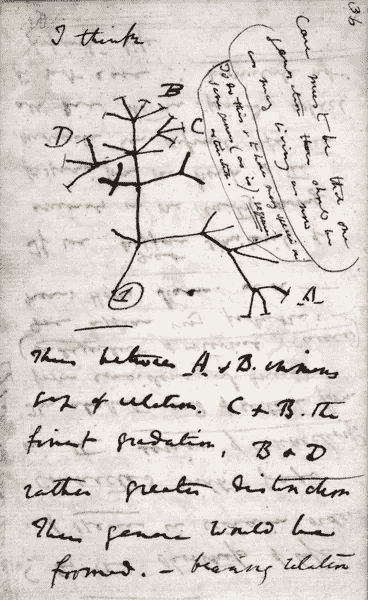 36
I think
Case must be that one
generation then should be
as many living as now
To do this & to have many species in
same genus (as is) requires
extinction.
B
C
D
A
1
Thus between A & B. immense
gap of relation. C & B. the
finest gradation, B & D
rather greater distinction
Thus genera would be
formed. — bearing relation